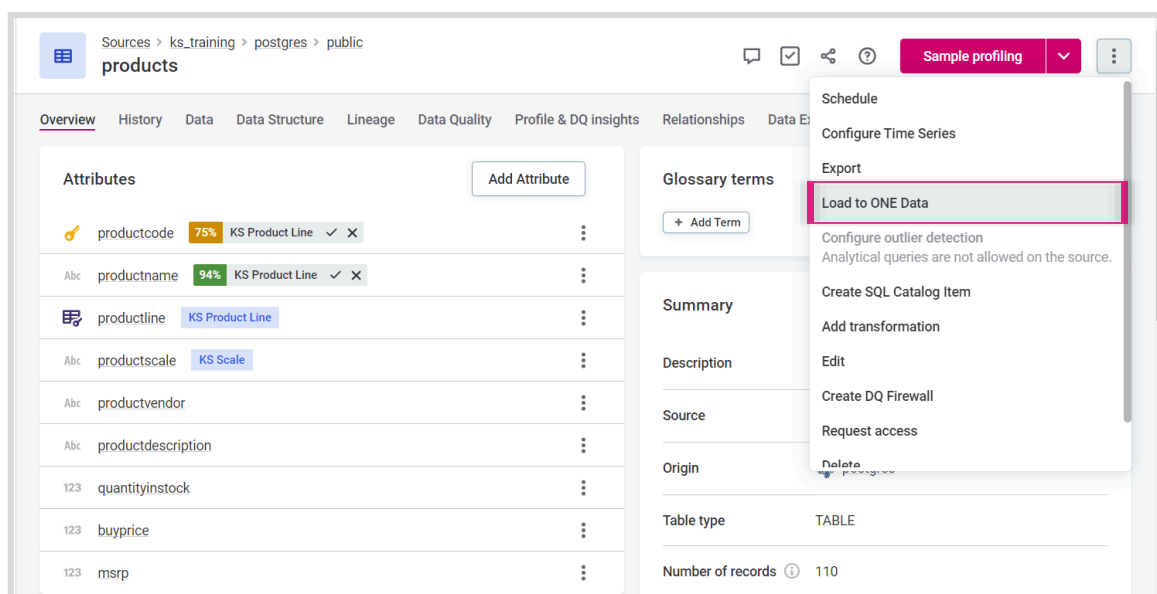 Sources > ks_training > postgres > public
products
Sample profiling
Overview History Data Data Structure Lineage Data Quality Profile & DQ insights Relationships Data
Attributes
Add Attribute
productcode 75% KS Product Line
Abc productname 94% KS Product Line
productline KS Product Line
Abc productscale KS Scale
Abc productvendor
Abc productdescription
123 quantityinstock
123 buyprice
123 msrp
Glossary terms
+ Add Term
Summary
Description
Source
Origin postgres
Table type TABLE
Number of records 110
Schedule
Configure Time Series
Export
Load to ONE Data
Configure outlier detection
Analytical queries are not allowed on the source.
Create SQL Catalog Item
Add transformation
Edit
Create DQ Firewall
Request access
Delete